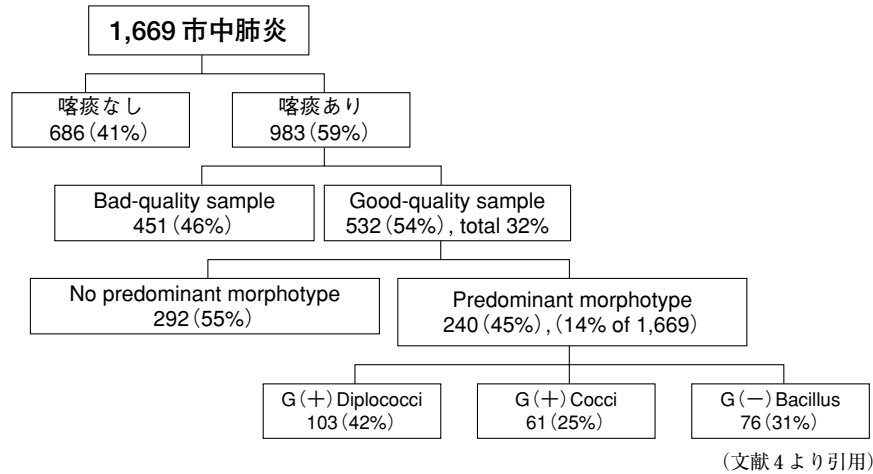 1,669 市中肺炎
喀痰なし
686(41%)
喀痰あり
983(59%)
Bad-quality sample
451(46%)
Good-quality sample
532(54%), total 32%
No predominant morphotype
292(55%)
Predominant morphotype
240(45%),(14% of 1,669)
G(+)Diplococci
103(42%)
G(+)Cocci
61(25%)
G(−)Bacillus
76(31%)
(文献4より引用)